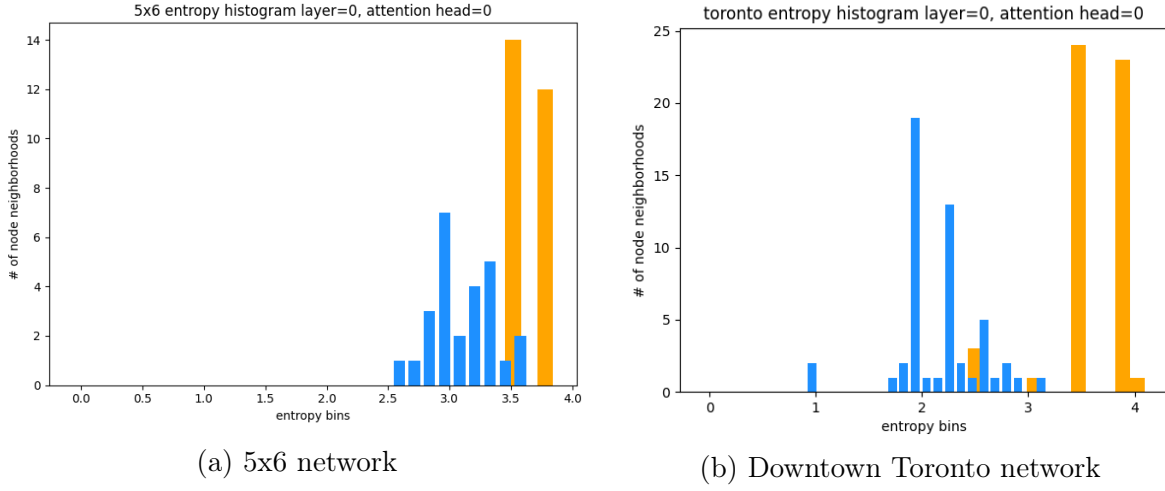 5x6 entropy histogram layer=0, attention head=0
14
12
10
8
6
4
2
0
# of node neighborhoods
0.0 0.5 1.0 1.5 2.0 2.5 3.0 3.5 4.0
entropy bins
(a) 5x6 network
toronto entropy histogram layer=0, attention head=0
25
20
15
10
5
0
# of node neighborhoods
0 1 2 3 4
entropy bins
(b) Downtown Toronto network